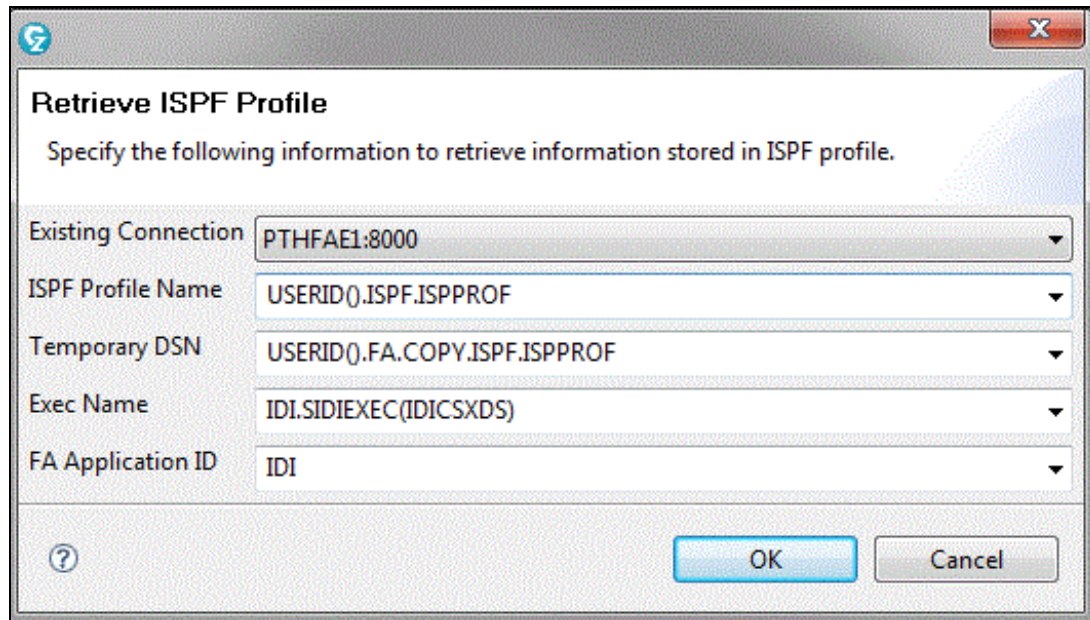 Retrieve ISPF Profile
Specify the following information to retrieve information stored in ISPF profile.
Existing Connection PTHFAE1:8000
ISPF Profile Name USERID().ISPF.ISPPROF
Temporary DSN USERID().FA.COPY.ISPF.ISPPROF
Exec Name IDI.SIDIEXEC(IDICSXDS)
FA Application ID IDI
? OK Cancel